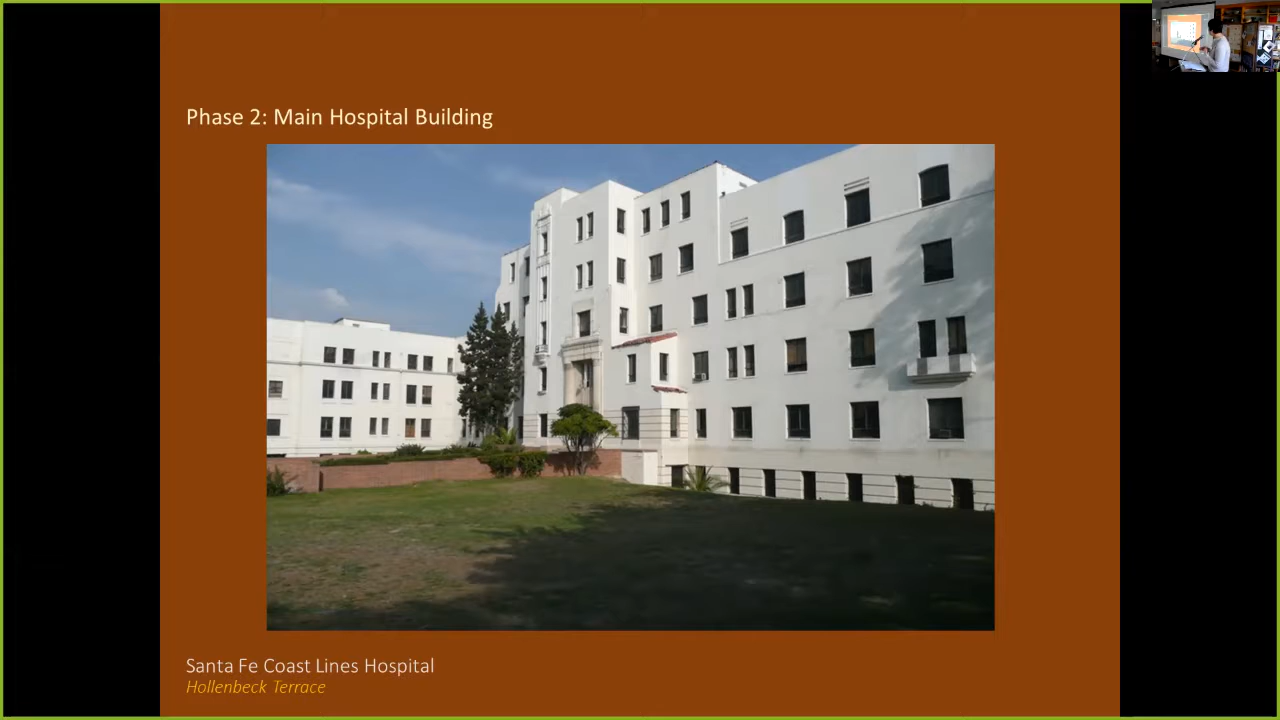 Phase 2: Main Hospital Building
Santa Fe Coast Lines Hospital
Hollenbeck Terrace